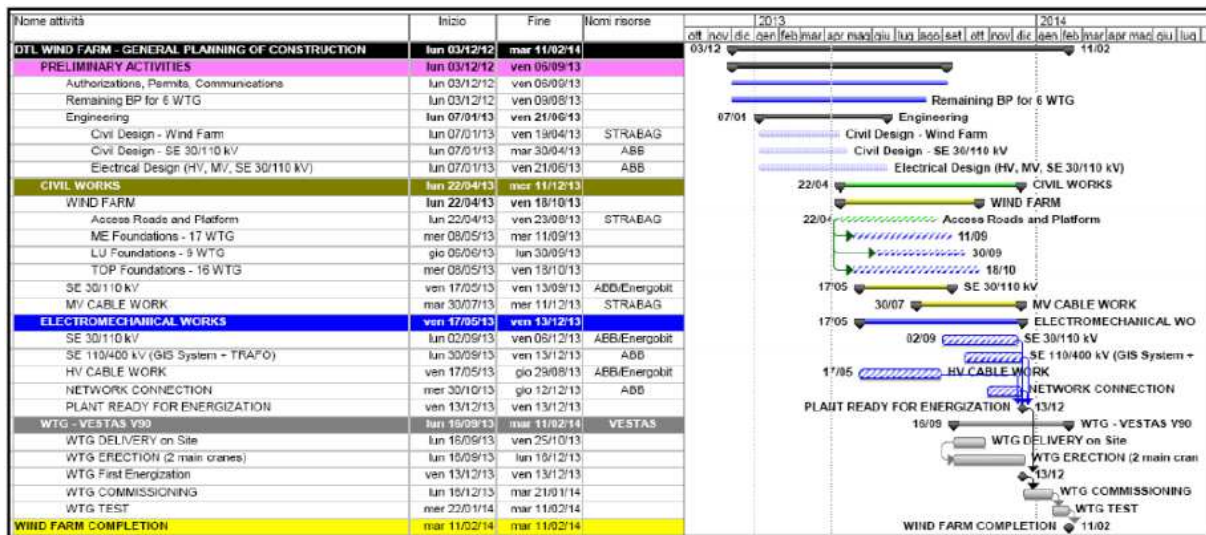 Nome attività Inizio Fine Nomi risorse 2013 2014
ott nov dic gen feb mar apr mag giu lug ago set ott nov dic gen feb mar apr mag giu lug
DTL WIND FARM - GENERAL PLANNING OF CONSTRUCTION lun 03/12/12 mar 11/02/14 03/12 11/02
PRELIMINARY ACTIVITIES lun 03/12/12 ven 06/09/13
Authorizations, Permits, Communications lun 03/12/12 ven 06/09/13
Remaining BP for 6 WTG lun 03/12/12 ven 09/08/13 Remaining BP for 6 WTG
Engineering lun 07/01/13 ven 21/06/13 07/01 Engineering
Civil Design - Wind Farm lun 07/01/13 ven 19/04/13 STRABAG Civil Design - Wind Farm
Civil Design - SE 30/110 kV lun 07/01/13 mar 30/04/13 ABB Civil Design - SE 30/110 kV
Electrical Design (HV, MV, SE 30/110 kV) lun 07/01/13 ven 21/06/13 ABB Electrical Design (HV, MV, SE 30/110 kV)
CIVIL WORKS lun 22/04/13 mer 11/12/13 22/04 CIVIL WORKS
WIND FARM lun 22/04/13 ven 18/10/13 WIND FARM
Access Roads and Platform lun 22/04/13 ven 23/08/13 STRABAG 22/04 Access Roads and Platform
ME Foundations - 17 WTG mer 08/05/13 mer 11/09/13 11/09
LU Foundations - 9 WTG gio 06/06/13 lun 30/09/13 30/09
TOP Foundations - 16 WTG mer 08/05/13 ven 18/10/13 18/10
SE 30/110 kV ven 17/05/13 ven 13/09/13 ABB/Energobit 17/05 SE 30/110 kV
MV CABLE WORK mar 30/07/13 mer 11/12/13 STRABAG 30/07 MV CABLE WORK
ELECTROMECHANICAL WORKS ven 17/05/13 ven 13/12/13 17/05 ELECTROMECHANICAL WO
SE 30/110 kV lun 02/09/13 ven 06/12/13 ABB/Energobit 02/09 SE 30/110 kV
SE 110/400 kV (GIS System + TRAFO) lun 30/09/13 ven 13/12/13 ABB SE 110/400 kV (GIS System +
HV CABLE WORK ven 17/05/13 gio 29/08/13 ABB/Energobit 17/05 HV CABLE WORK
NETWORK CONNECTION mer 30/10/13 gio 12/12/13 ABB NETWORK CONNECTION
PLANT READY FOR ENERGIZATION ven 13/12/13 ven 13/12/13 PLANT READY FOR ENERGIZATION 13/12
WTG - VESTAS V90 lun 16/09/13 mar 11/02/14 VESTAS 16/09 WTG - VESTAS V90
WTG DELIVERY on Site lun 16/09/13 ven 25/10/13 WTG DELIVERY on Site
WTG ERECTION (2 main cranes) lun 16/09/13 lun 16/12/13 WTG ERECTION (2 main cran
WTG First Energization ven 13/12/13 ven 13/12/13 13/12
WTG COMMISSIONING lun 16/12/13 mar 21/01/14 WTG COMMISSIONING
WTG TEST mer 22/01/14 mar 11/02/14 WTG TEST
WIND FARM COMPLETION mar 11/02/14 mar 11/02/14 WIND FARM COMPLETION 11/02